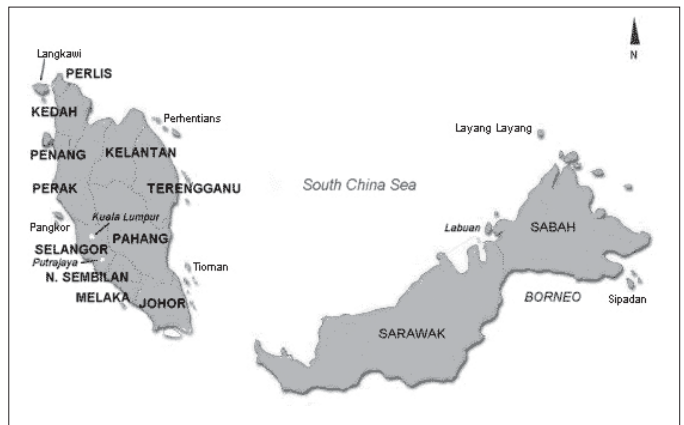 Langkawi
PERLIS
N
KEDAH
Perhentians
Layang Layang
PENANG
KELANTAN
PERAK
TERENGGANU
South China Sea
Pangkor
Kuala Lumpur
Labuan
SABAH
PAHANG
SELANGOR
Putrajaya
Tioman
N. SEMBILAN
MELAKA
JOHOR
BORNEO
Sipadan
SARAWAK